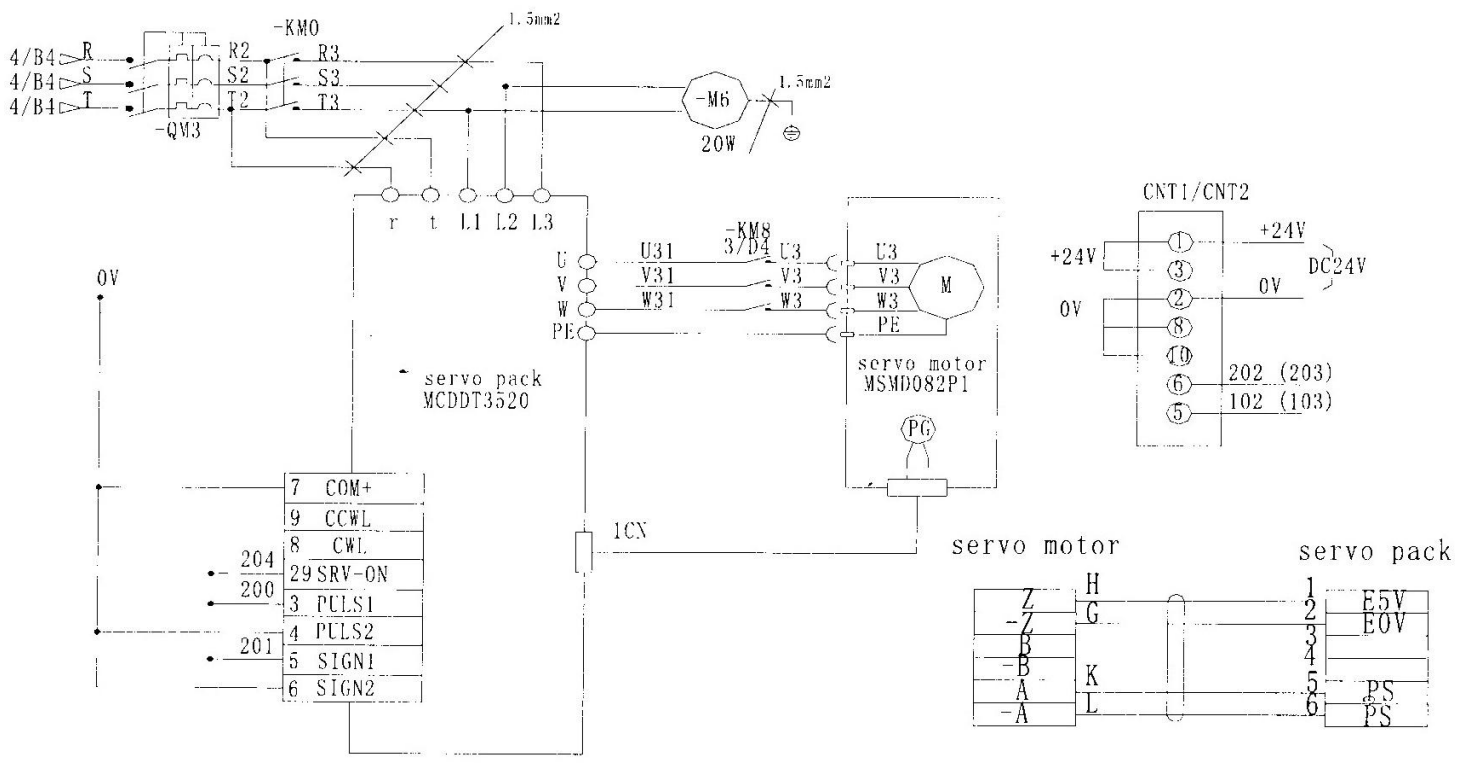 1.5mm2
-KM0
4/B4 R R2 R3
4/B4 S S2 S3
4/B4 T T2 T3
-QM3
-M6
1.5mm2
20W
r t L1 L2 L3
CNT1/CNT2
1 +24V
+24V
3
DC24V
2 0V
0V
8
10
6 202 (203)
5 102 (103)
-KM8
3/D4
U U31 U3 U3
V V31 V3 V3
W W31 W3 W3
PE PE
M
servo motor
MSMD082P1
PG
0V
servo pack
MCDDT3520
7 COM+
9 CCWL
8 CWL
204 29 SRV-ON
200 3 PULS1
4 PULS2
201 5 SIGN1
6 SIGN2
1CN
servo motor servo pack
Z H 1 E5V
-Z G 2 E0V
B 3
-B 4
A K 5 PS
-A L 6 PS